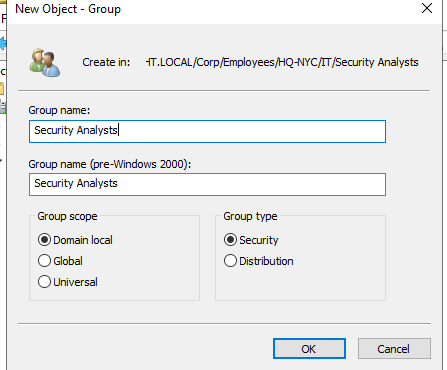 New Object - Group
Create in: -IT.LOCAL/Corp/Employees/HQ-NYC/IT/Security Analysts
Group name:
Security Analysts
Group name (pre-Windows 2000):
Security Analysts
Group scope
Domain local
Global
Universal
Group type
Security
Distribution
OK
Cancel